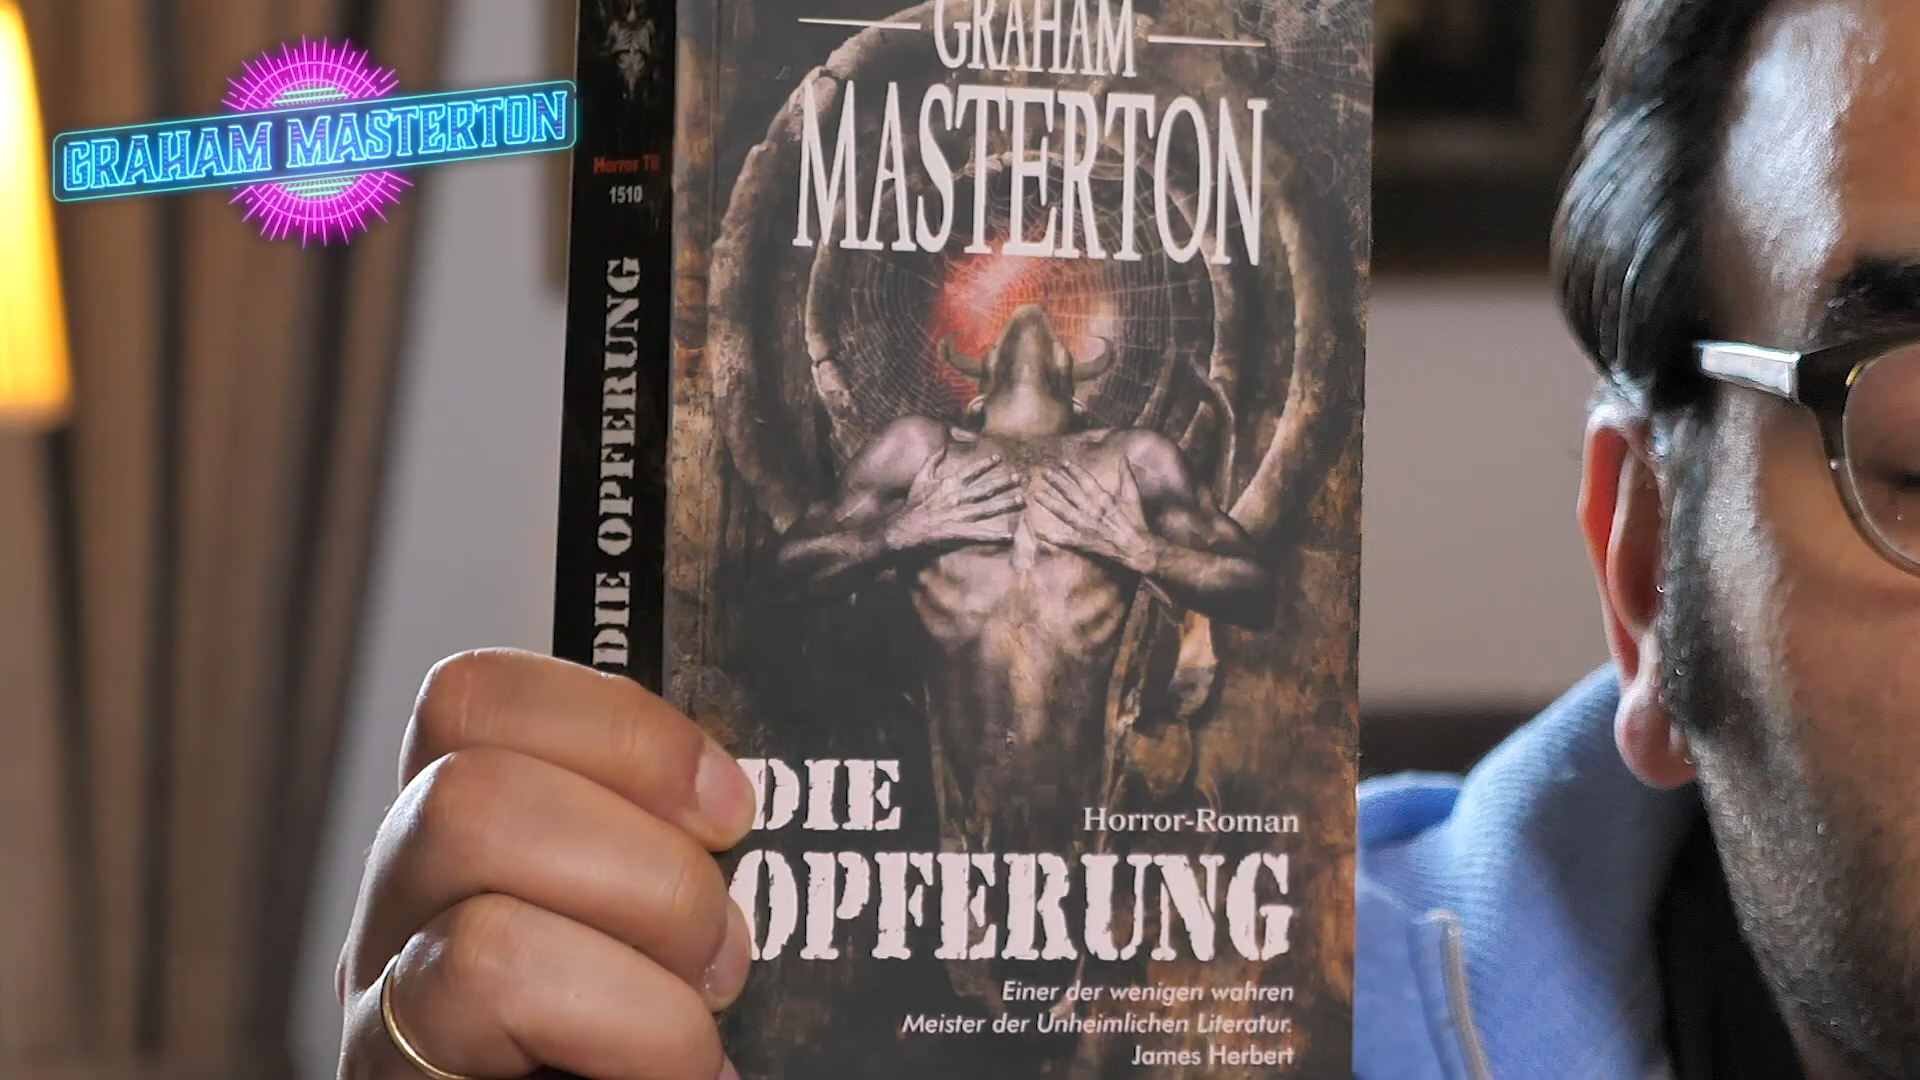 GRAHAM MASTERTON
Horror
1510
DIE OPFERUNG
GRAHAM
MASTERTON
DIE
Horror-Roman
OPFERUNG
Einer der wenigen wahren
Meister der Unheimlichen Literatur.
James Herbert